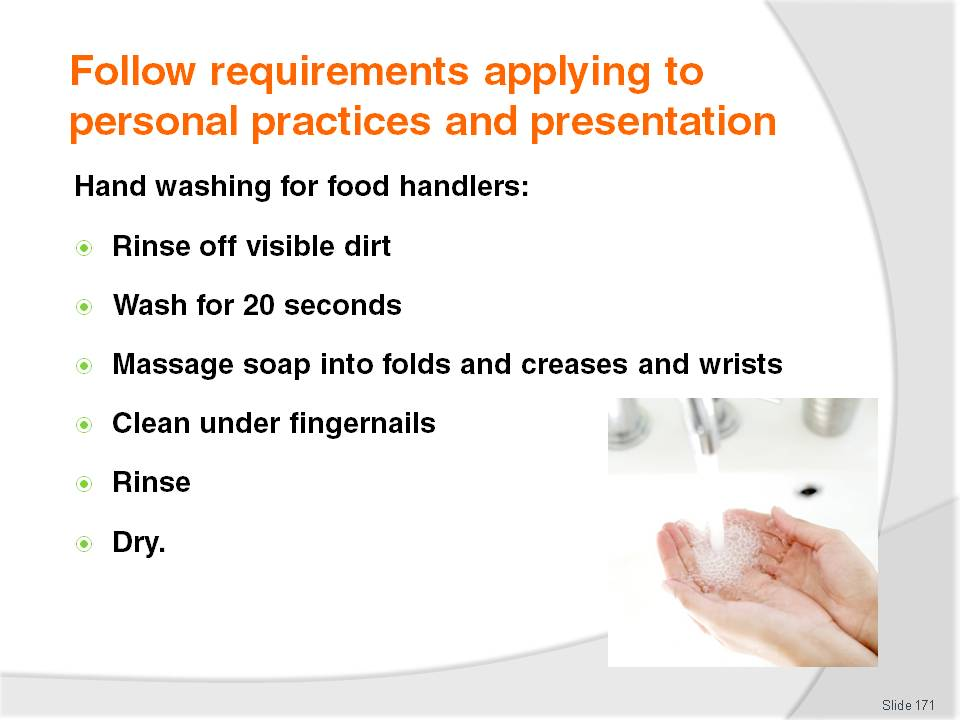 Follow requirements applying to
personal practices and presentation
Hand washing for food handlers:
Rinse off visible dirt
Wash for 20 seconds
Massage soap into folds and creases and wrists
Clean under fingernails
Rinse
Dry.
Slide 171